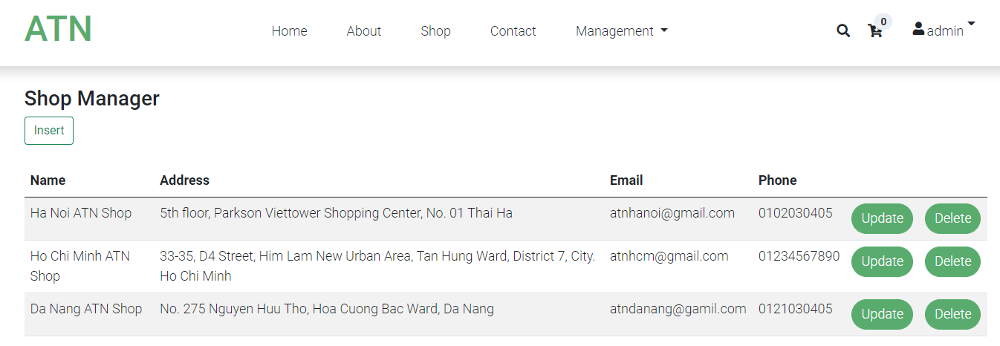 ATN
Home About Shop Contact Management 0 admin
Shop Manager
Insert
Name Address Email Phone
Ha Noi ATN Shop 5th floor, Parkson Viettower Shopping Center, No. 01 Thai Ha atnhanoi@gmail.com 0102030405 Update Delete
Ho Chi Minh ATN 33-35, D4 Street, Him Lam New Urban Area, Tan Hung Ward, District 7, City. atnhcm@gmail.com 01234567890 Update Delete
Shop Ho Chi Minh
Da Nang ATN Shop No. 275 Nguyen Huu Tho, Hoa Cuong Bac Ward, Da Nang atndanang@gamil.com 0121030405 Update Delete